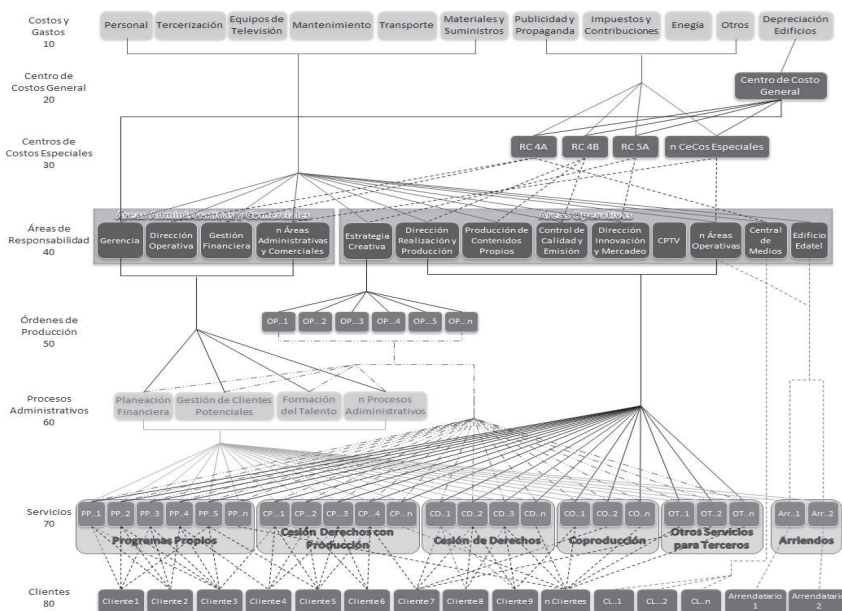 Costos y
Gastos
10
Personal
Tercerización
Equipos de
Televisión
Mantenimiento
Transporte
Materiales y
Suministros
Publicidad y
Propaganda
Impuestos y
Contribuciones
Enegía
Otros
Depreciación
Edificios
Centro de
Costos General
20
Centro de Costo
General
Centros de
Costos Especiales
30
RC 4A
RC 4B
RC 5A
n CeCos Especiales
Áreas Administrativas y Comerciales
Áreas Operativas
Áreas de
Responsabilidad
40
Gerencia
Dirección
Operativa
Gestión
Financiera
n Áreas
Administrativas
y Comerciales
Estrategia
Creativa
Dirección
Realización y
Producción
Producción de
Contenidos
Propios
Control de
Calidad y
Emisión
Dirección
Innovación
y Mercadeo
CPTV
n Áreas
Operativas
Central
de
Medios
Edificio
Edatel
Órdenes de
Producción
50
OP...1
OP...2
OP...3
OP...4
OP...5
OP...n
Procesos
Administrativos
60
Planeación
Financiera
Gestión de Clientes
Potenciales
Formación
del Talento
n Procesos
Administrativos
Servicios
70
PP...1
PP...2
PP...3
PP...4
PP...5
PP...n
Programas Propios
CP...1
CP...2
CP...3
CP...4
CP...n
Cesión Derechos con
Producción
CD...1
CD...2
CD...3
CD...n
Cesión de Derechos
CO...1
CO...2
CO...n
Coproducción
OT...1
OT...2
OT...n
Otros Servicios
para Terceros
Arr...1
Arr...2
Arriendos
Clientes
80
Cliente1
Cliente2
Cliente3
Cliente4
Cliente5
Cliente6
Cliente7
Cliente8
Cliente9
n Clientes
CL...1
CL...2
CL...n
Arrendatario
1
Arrendatario
2